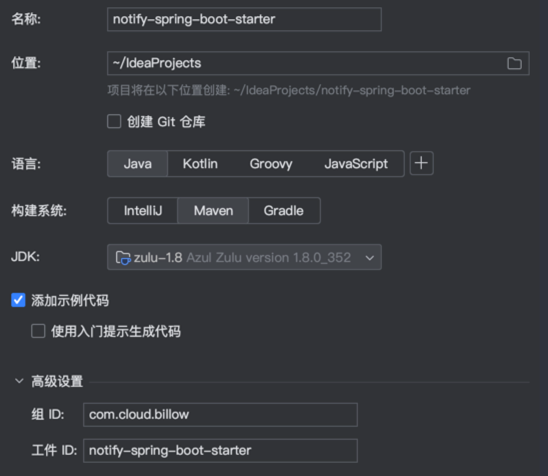 名称: notify-spring-boot-starter
位置: ~/IdeaProjects
项目将在以下位置创建: ~/IdeaProjects/notify-spring-boot-starter
创建 Git 仓库
语言: Java Kotlin Groovy JavaScript
构建系统: IntelliJ Maven Gradle
JDK: zulu-1.8 Azul Zulu version 1.8.0_352
添加示例代码
使用入门提示生成代码
高级设置
组 ID: com.cloud.billow
工件 ID: notify-spring-boot-starter